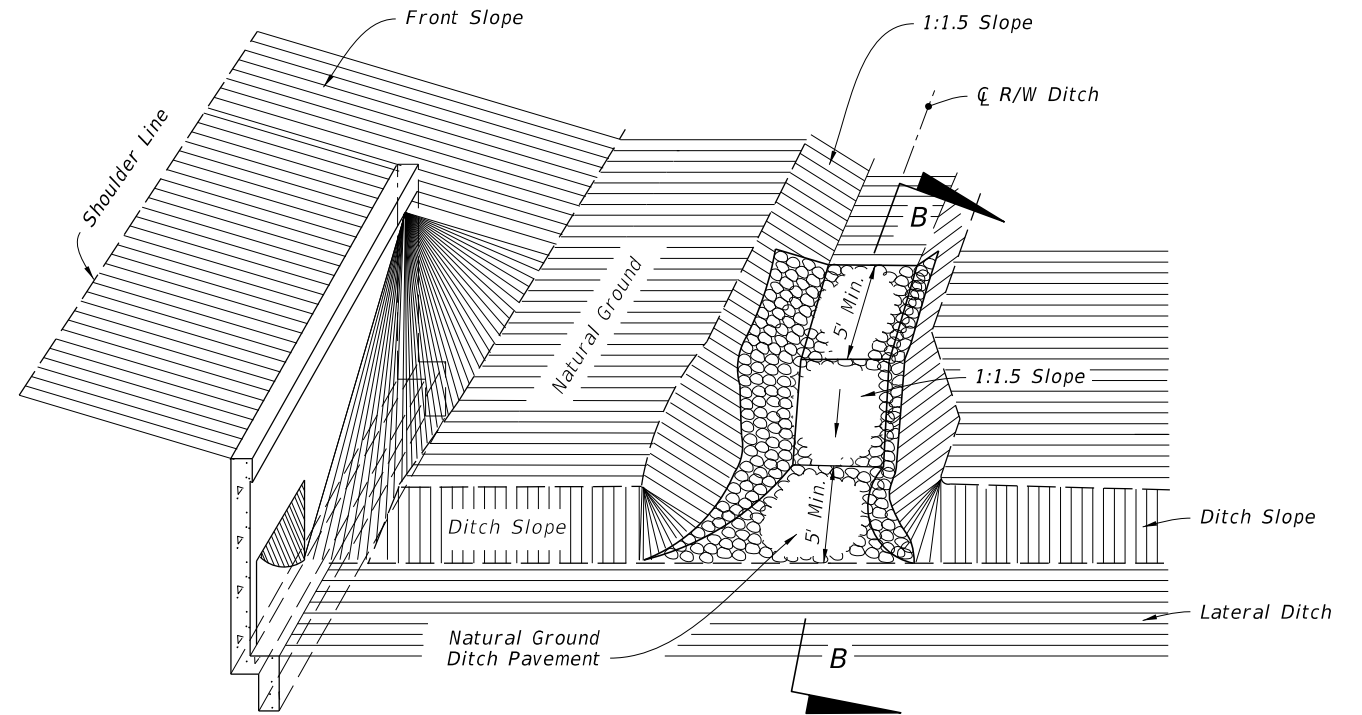 Front Slope
1:1.5 Slope
℄ R/W Ditch
Shoulder Line
B
Natural Ground
5' Min.
1:1.5 Slope
5' Min.
Ditch Slope
Ditch Slope
Lateral Ditch
Natural Ground
Ditch Pavement
B